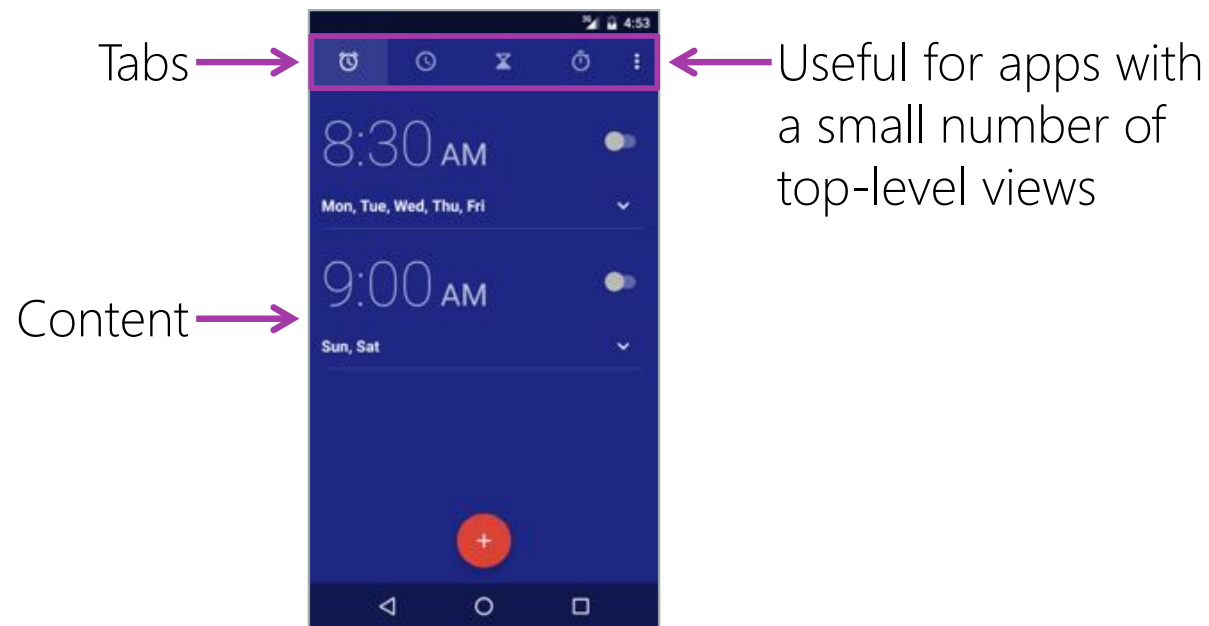 4:53
Tabs
Useful for apps with
a small number of
top-level views
8:30 AM
Mon, Tue, Wed, Thu, Fri
9:00 AM
Content
Sun, Sat